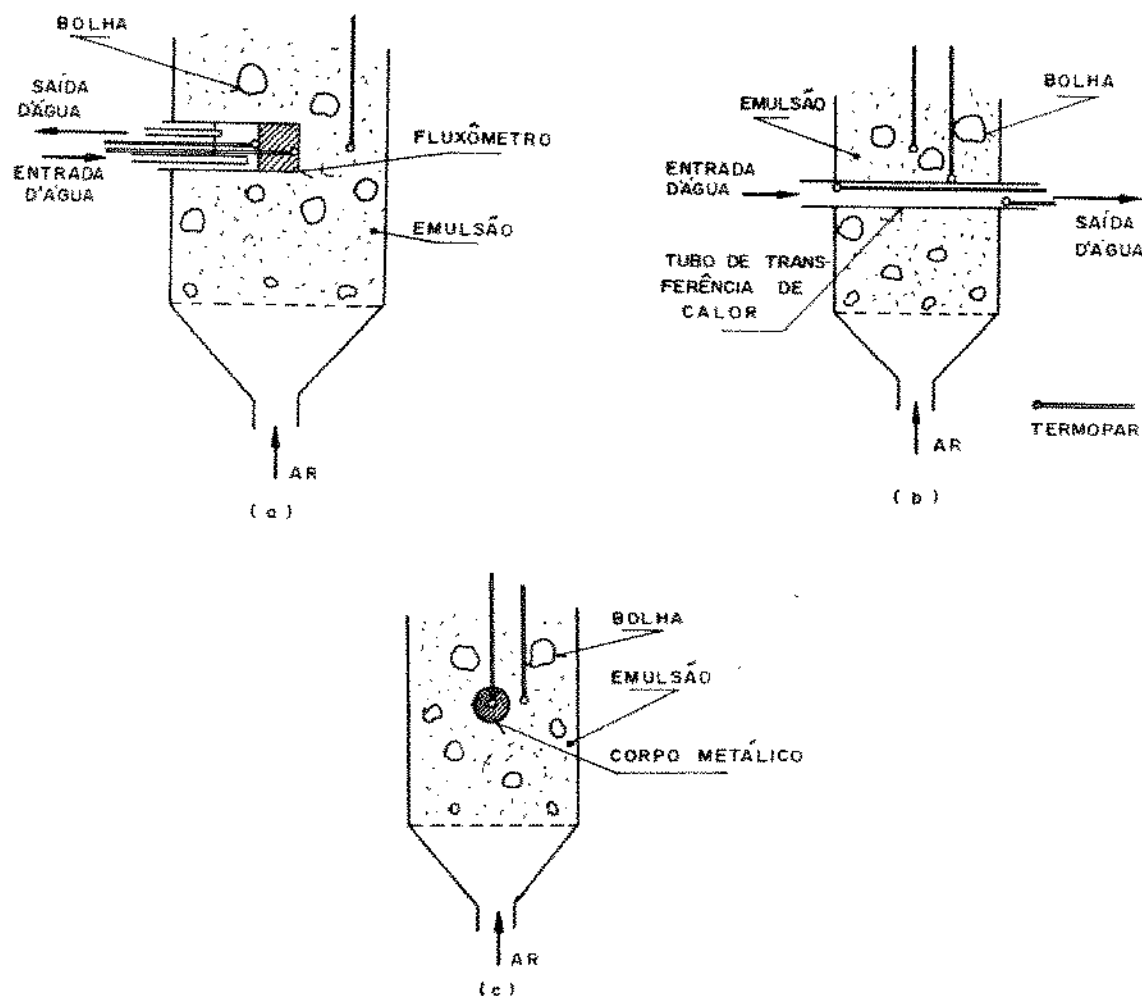 BOLHA
SAÍDA
D'ÁGUA
FLUXÔMETRO
ENTRADA
D'ÁGUA
EMULSÃO
AR
( a )
BOLHA
EMULSÃO
ENTRADA
D'ÁGUA
SAÍDA
D'ÁGUA
TUBO DE TRANS-
FERÊNCIA DE
CALOR
TERMOPAR
AR
( b )
BOLHA
EMULSÃO
CORPO METÁLICO
AR
( c )